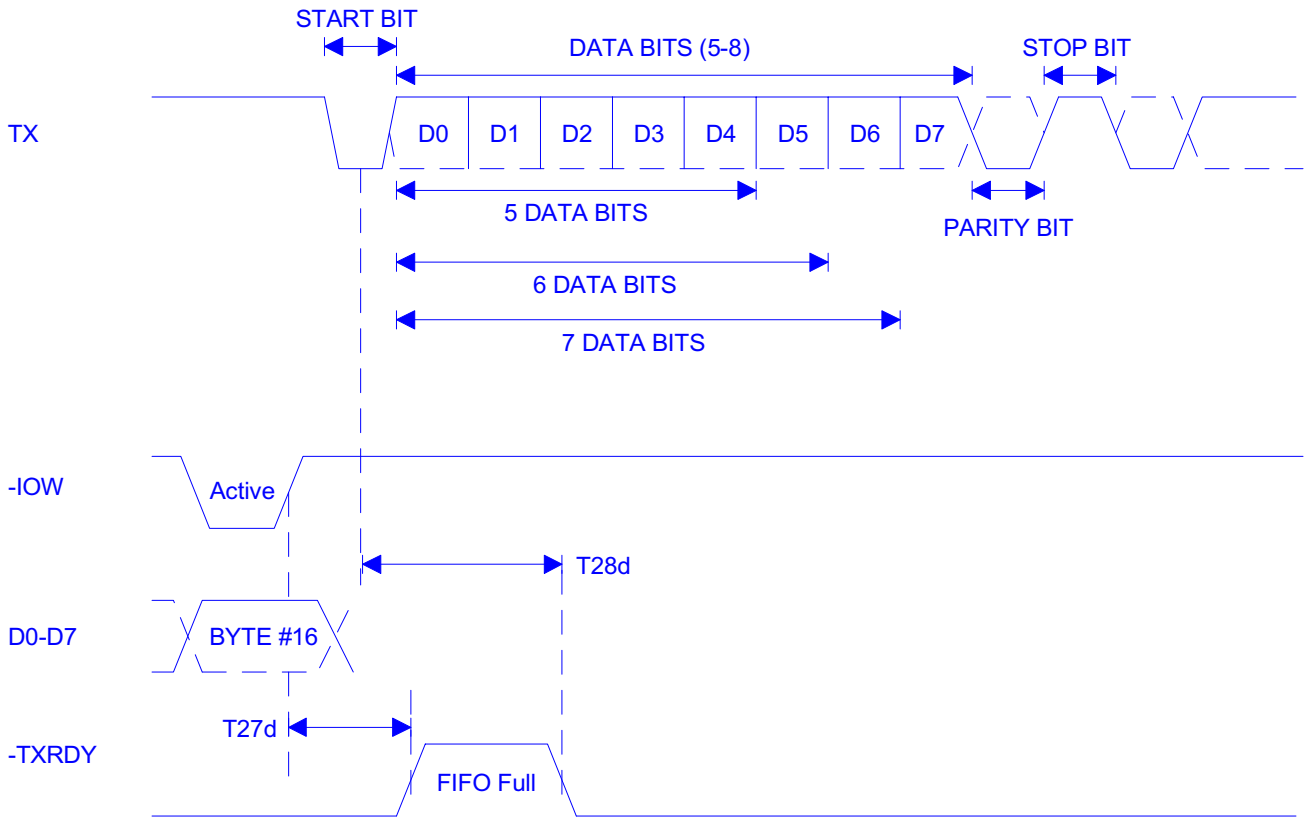 START BIT
DATA BITS (5-8)
STOP BIT
TX
D0 D1 D2 D3 D4 D5 D6 D7
5 DATA BITS
PARITY BIT
6 DATA BITS
7 DATA BITS
-IOW
Active
T28d
D0-D7
BYTE #16
T27d
-TXRDY
FIFO Full